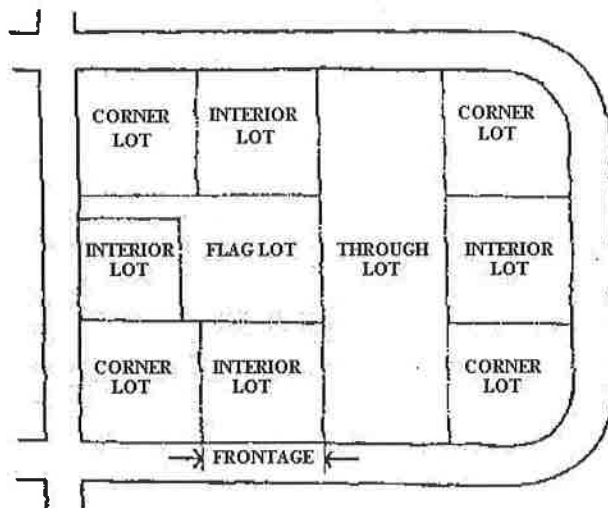 CORNER
LOT
INTERIOR
LOT
CORNER
LOT
INTERIOR
LOT
FLAG LOT
THROUGH
LOT
INTERIOR
LOT
CORNER
LOT
INTERIOR
LOT
CORNER
LOT
FRONTAGE